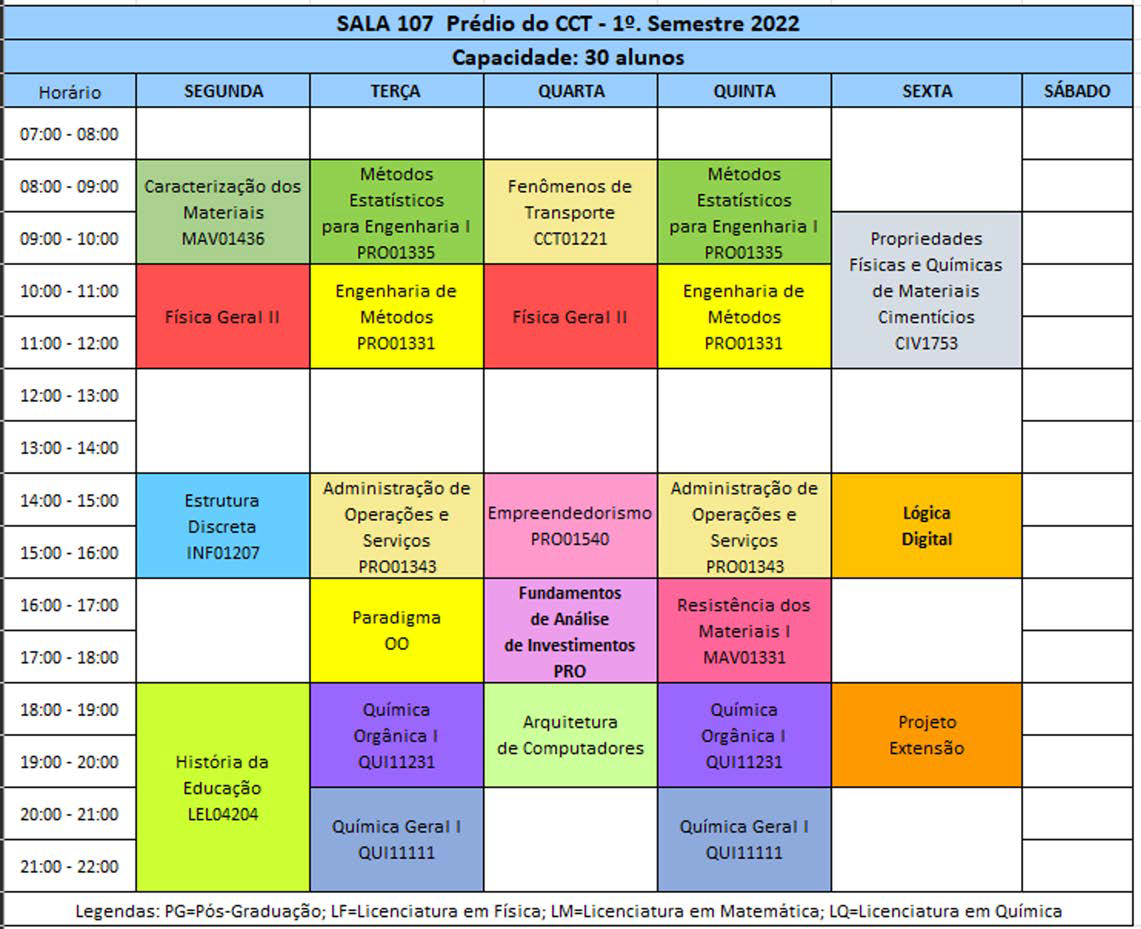 SALA 107  Prédio do CCT - 1º. Semestre 2022
Capacidade: 30 alunos
Horário SEGUNDA TERÇA QUARTA QUINTA SEXTA SÁBADO
07:00 - 08:00
08:00 - 09:00
09:00 - 10:00
10:00 - 11:00
11:00 - 12:00
12:00 - 13:00
13:00 - 14:00
14:00 - 15:00
15:00 - 16:00
16:00 - 17:00
17:00 - 18:00
18:00 - 19:00
19:00 - 20:00
20:00 - 21:00
21:00 - 22:00
Caracterização dos
Materiais
MAV01436
Física Geral II
Estrutura
Discreta
INF01207
História da
Educação
LEL04204
Métodos
Estatísticos
para Engenharia I
PRO01335
Engenharia de
Métodos
PRO01331
Administração de
Operações e
Serviços
PRO01343
Paradigma
OO
Química
Orgânica I
QUI11231
Química Geral I
QUI11111
Fenômenos de
Transporte
CCT01221
Física Geral II
Empreendedorismo
PRO01540
Fundamentos
de Análise
de Investimentos
PRO
Arquitetura
de Computadores
Métodos
Estatísticos
para Engenharia I
PRO01335
Engenharia de
Métodos
PRO01331
Administração de
Operações e
Serviços
PRO01343
Resistência dos
Materiais I
MAV01331
Química
Orgânica I
QUI11231
Química Geral I
QUI11111
Propriedades
Físicas e Químicas
de Materiais
Cimentícios
CIV1753
Lógica
Digital
Projeto
Extensão
Legendas: PG=Pós-Graduação; LF=Licenciatura em Física; LM=Licenciatura em Matemática; LQ=Licenciatura em Química